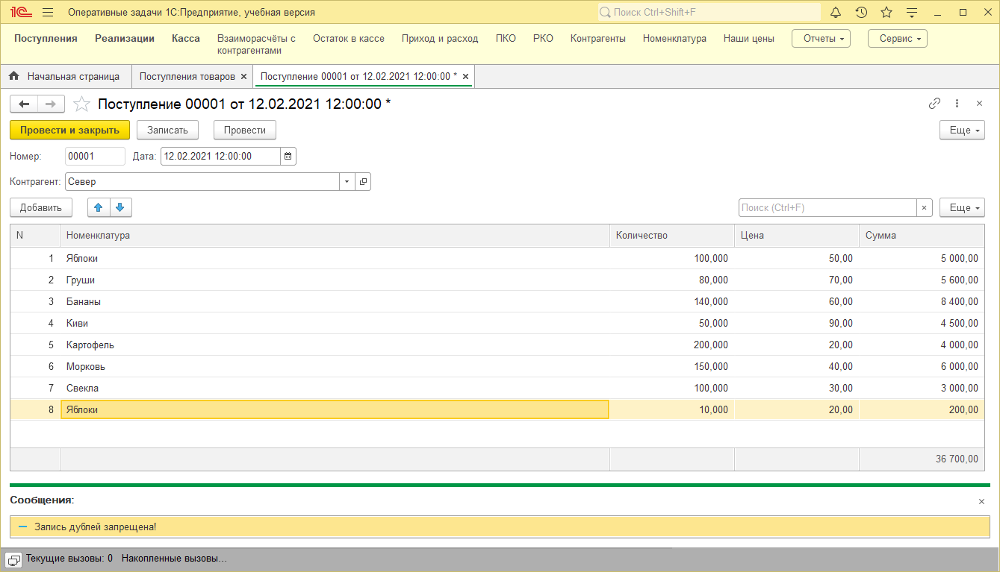 1С Оперативные задачи 1С:Предприятие, учебная версия Поиск Ctrl+Shift+F
Поступления Реализации Касса Взаиморасчёты с контрагентами Остаток в кассе Приход и расход ПКО РКО Контрагенты Номенклатура Наши цены Отчеты Сервис
Начальная страница Поступления товаров × Поступление 00001 от 12.02.2021 12:00:00 * ×
Поступление 00001 от 12.02.2021 12:00:00 *
Провести и закрыть Записать Провести Еще
Номер: 00001 Дата: 12.02.2021 12:00:00
Контрагент: Север
Добавить Поиск (Ctrl+F) × Еще
N Номенклатура Количество Цена Сумма
1 Яблоки 100,000 50,00 5 000,00
2 Груши 80,000 70,00 5 600,00
3 Бананы 140,000 60,00 8 400,00
4 Киви 50,000 90,00 4 500,00
5 Картофель 200,000 20,00 4 000,00
6 Морковь 150,000 40,00 6 000,00
7 Свекла 100,000 30,00 3 000,00
8 Яблоки 10,000 20,00 200,00
36 700,00
Сообщения:
Запись дублей запрещена!
Текущие вызовы: 0 Накопленные вызовы...